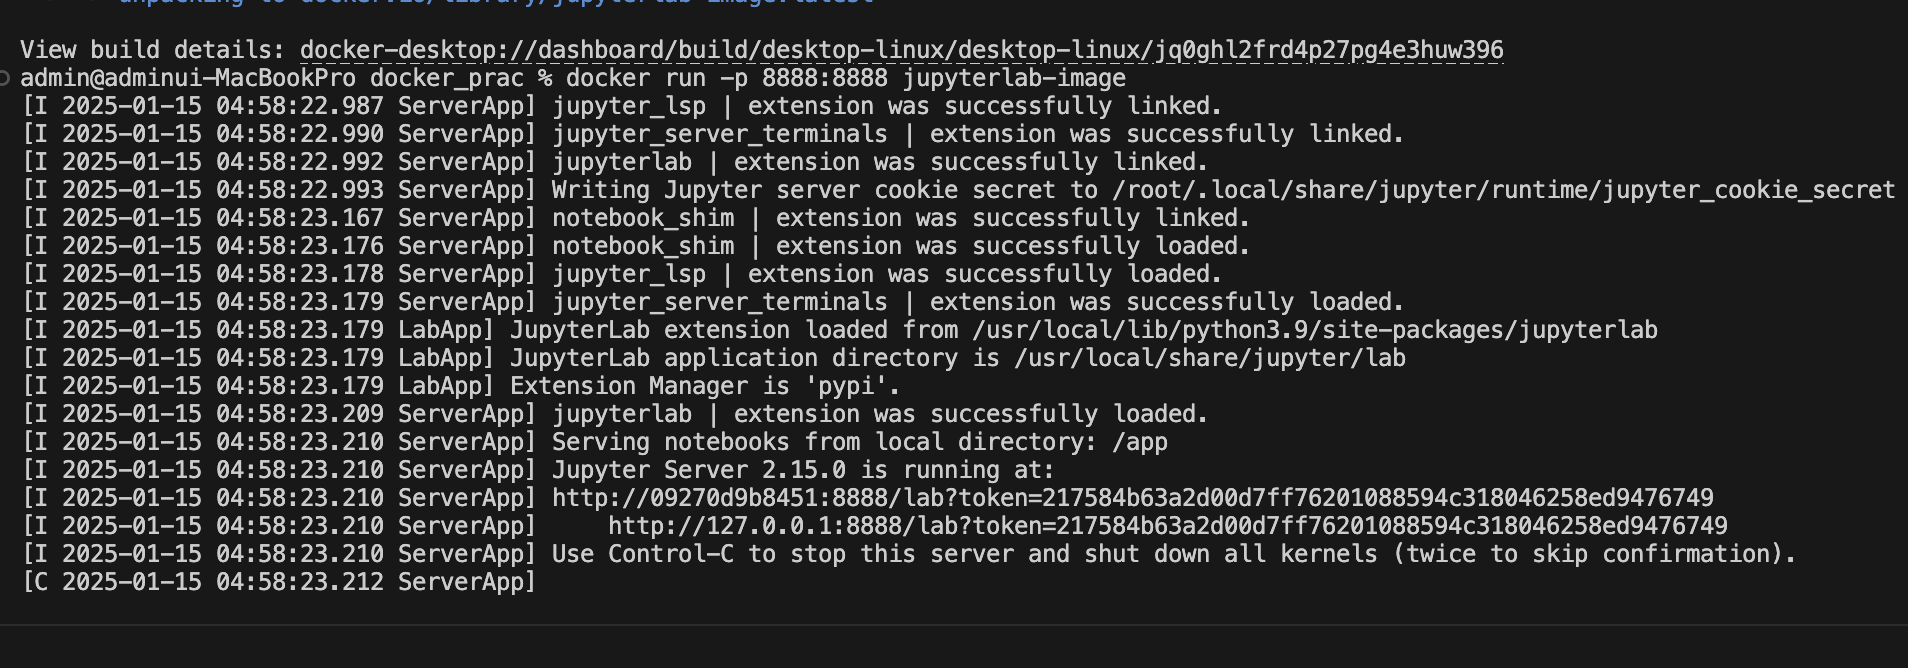 unpacking to docker.io/library/jupyterlab-image:latest
View build details: docker-desktop://dashboard/build/desktop-linux/desktop-linux/jq0ghl2frd4p27pg4e3huw396
admin@adminui-MacBookPro docker_prac % docker run -p 8888:8888 jupyterlab-image
[I 2025-01-15 04:58:22.987 ServerApp] jupyter_lsp | extension was successfully linked.
[I 2025-01-15 04:58:22.990 ServerApp] jupyter_server_terminals | extension was successfully linked.
[I 2025-01-15 04:58:22.992 ServerApp] jupyterlab | extension was successfully linked.
[I 2025-01-15 04:58:22.993 ServerApp] Writing Jupyter server cookie secret to /root/.local/share/jupyter/runtime/jupyter_cookie_secret
[I 2025-01-15 04:58:23.167 ServerApp] notebook_shim | extension was successfully linked.
[I 2025-01-15 04:58:23.176 ServerApp] notebook_shim | extension was successfully loaded.
[I 2025-01-15 04:58:23.178 ServerApp] jupyter_lsp | extension was successfully loaded.
[I 2025-01-15 04:58:23.179 ServerApp] jupyter_server_terminals | extension was successfully loaded.
[I 2025-01-15 04:58:23.179 LabApp] JupyterLab extension loaded from /usr/local/lib/python3.9/site-packages/jupyterlab
[I 2025-01-15 04:58:23.179 LabApp] JupyterLab application directory is /usr/local/share/jupyter/lab
[I 2025-01-15 04:58:23.179 LabApp] Extension Manager is 'pypi'.
[I 2025-01-15 04:58:23.209 ServerApp] jupyterlab | extension was successfully loaded.
[I 2025-01-15 04:58:23.210 ServerApp] Serving notebooks from local directory: /app
[I 2025-01-15 04:58:23.210 ServerApp] Jupyter Server 2.15.0 is running at:
[I 2025-01-15 04:58:23.210 ServerApp] http://09270d9b8451:8888/lab?token=217584b63a2d00d7ff76201088594c318046258ed9476749
[I 2025-01-15 04:58:23.210 ServerApp]     http://127.0.0.1:8888/lab?token=217584b63a2d00d7ff76201088594c318046258ed9476749
[I 2025-01-15 04:58:23.210 ServerApp] Use Control-C to stop this server and shut down all kernels (twice to skip confirmation).
[C 2025-01-15 04:58:23.212 ServerApp]